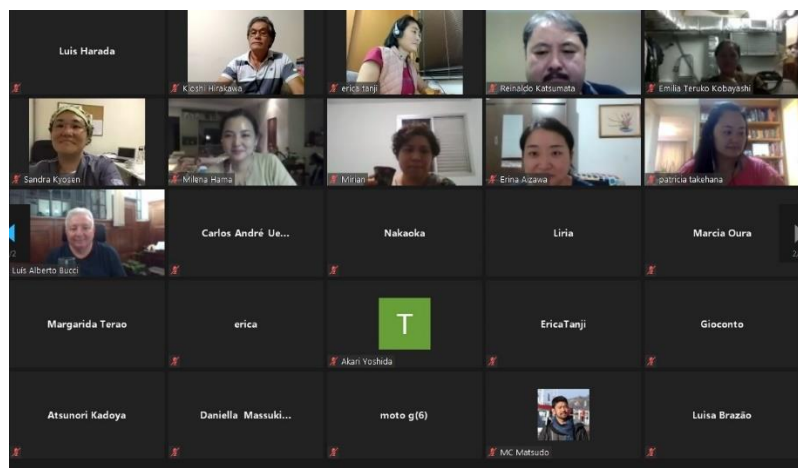 Luis Harada
Kioshi Hirakawa
erica tanji
Reinaldo Katsumata
Emilia Teruko Kobayashi
Sandra Kyosen
Milena Hama
Mirian
Erina Aizawa
patricia takehana
Luis Alberto Bucci
Carlos André Ue...
Nakaoka
Liria
Marcia Oura
Margarida Terao
erica
T
Akari Yoshida
EricaTanji
Gioconto
Atsunori Kadoya
Daniella Massuki...
moto g(6)
MC Matsudo
Luisa Brazão